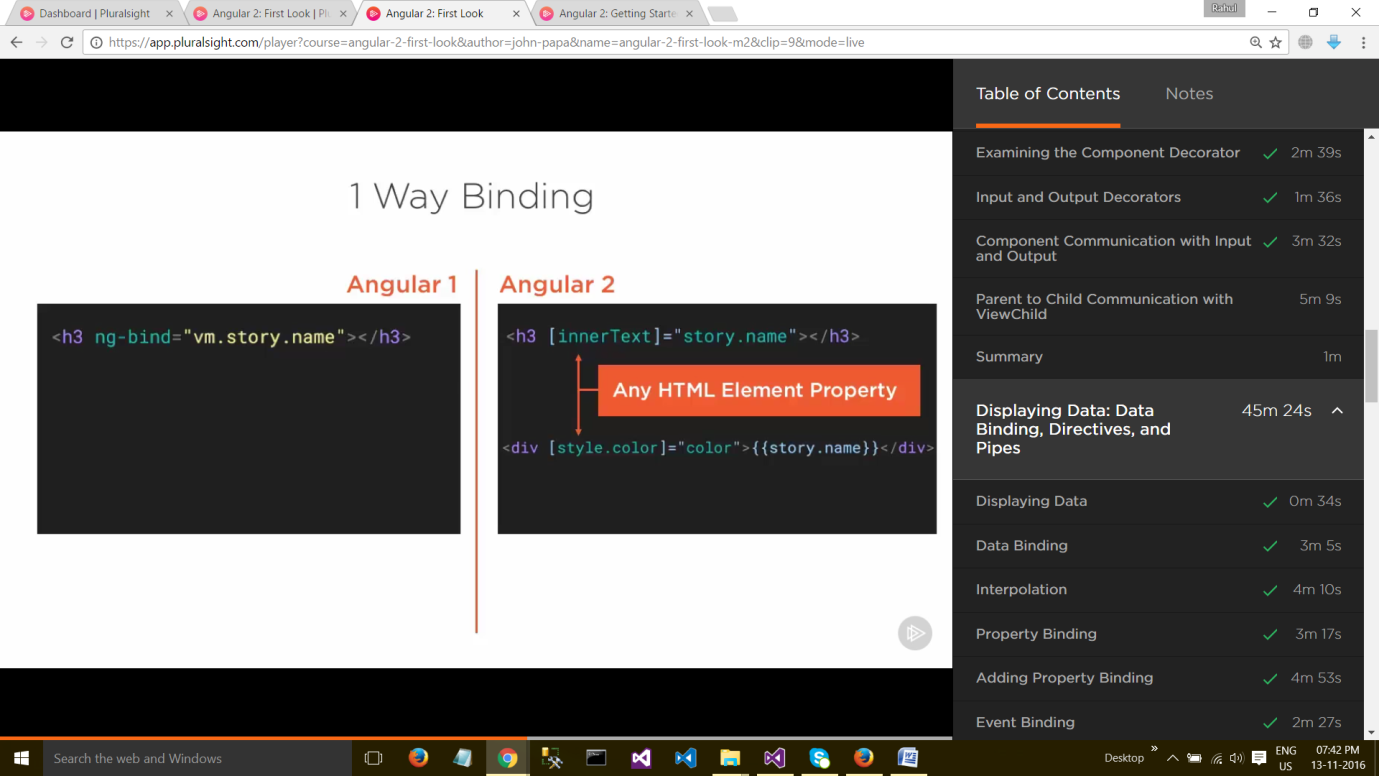 Dashboard | Pluralsight
Angular 2: First Look | Pl
Angular 2: First Look
Angular 2: Getting Starte
Rahul
https://app.pluralsight.com/player?course=angular-2-first-look&author=john-papa&name=angular-2-first-look-m2&clip=9&mode=live
1 Way Binding
Angular 1
<h3 ng-bind="vm.story.name"></h3>
Angular 2
<h3 [innerText]="story.name"></h3>
Any HTML Element Property
<div [style.color]="color">{{story.name}}</div>
Table of Contents
Notes
Examining the Component Decorator 2m 39s
Input and Output Decorators 1m 36s
Component Communication with Input 3m 32s
and Output
Parent to Child Communication with 5m 9s
ViewChild
Summary 1m
Displaying Data: Data 45m 24s
Binding, Directives, and
Pipes
Displaying Data 0m 34s
Data Binding 3m 5s
Interpolation 4m 10s
Property Binding 3m 17s
Adding Property Binding 4m 53s
Event Binding 2m 27s
Search the web and Windows
Desktop
ENG
US
07:42 PM
13-11-2016